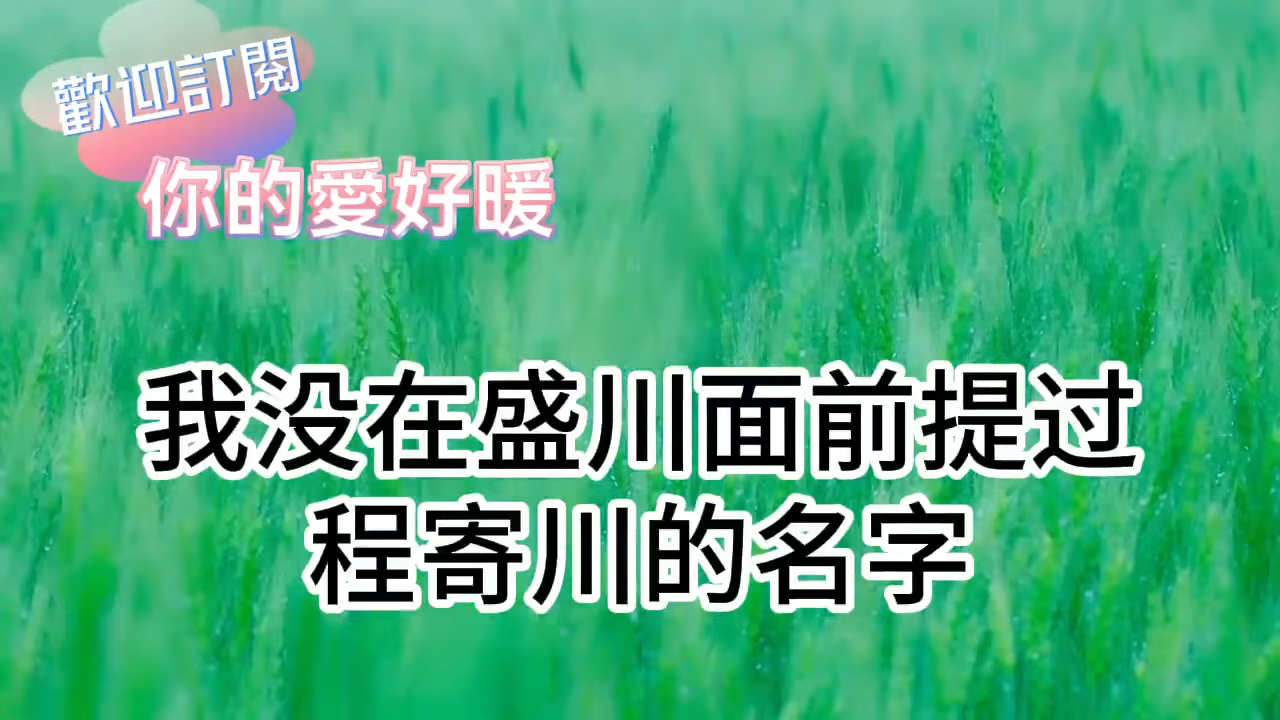 歡迎訂閱
你的愛好暖
我没在盛川面前提过
程寄川的名字